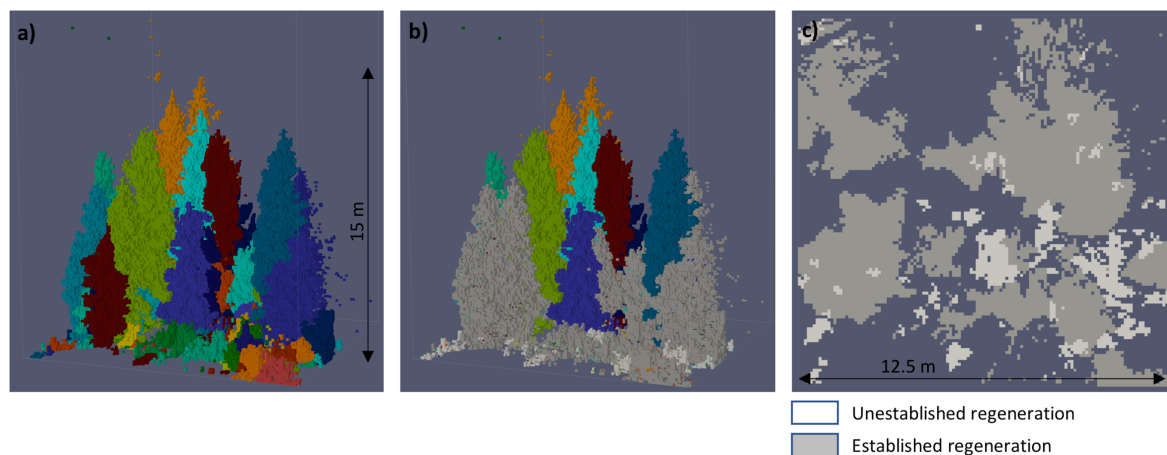 a)
b)
c)
15 m
12.5 m
Unestablished regeneration
Established regeneration